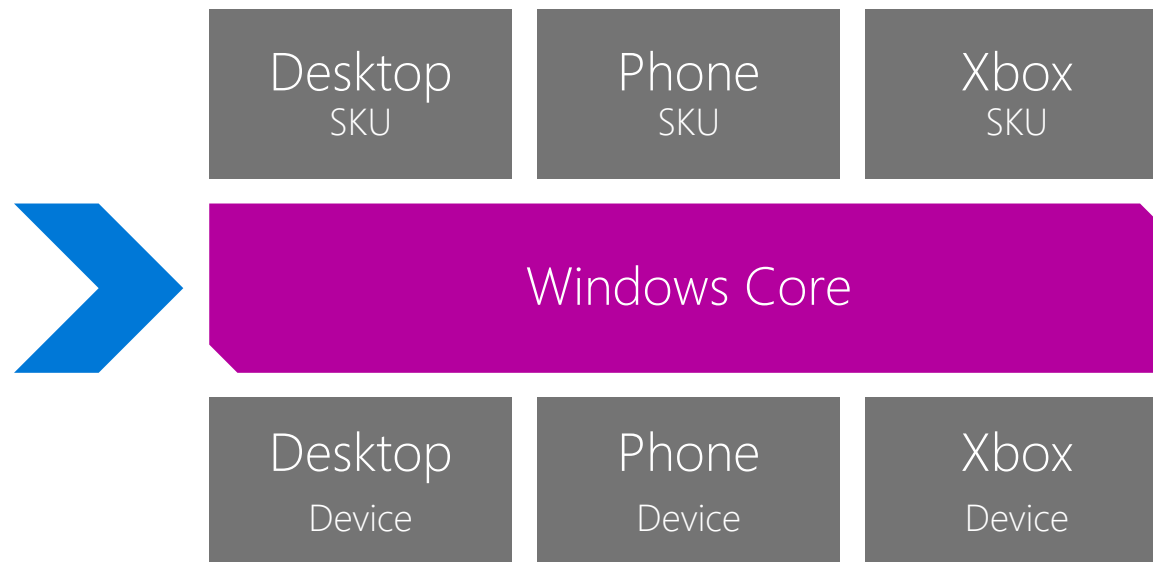 Desktop
SKU
Phone
SKU
Xbox
SKU
Windows Core
Desktop
Device
Phone
Device
Xbox
Device